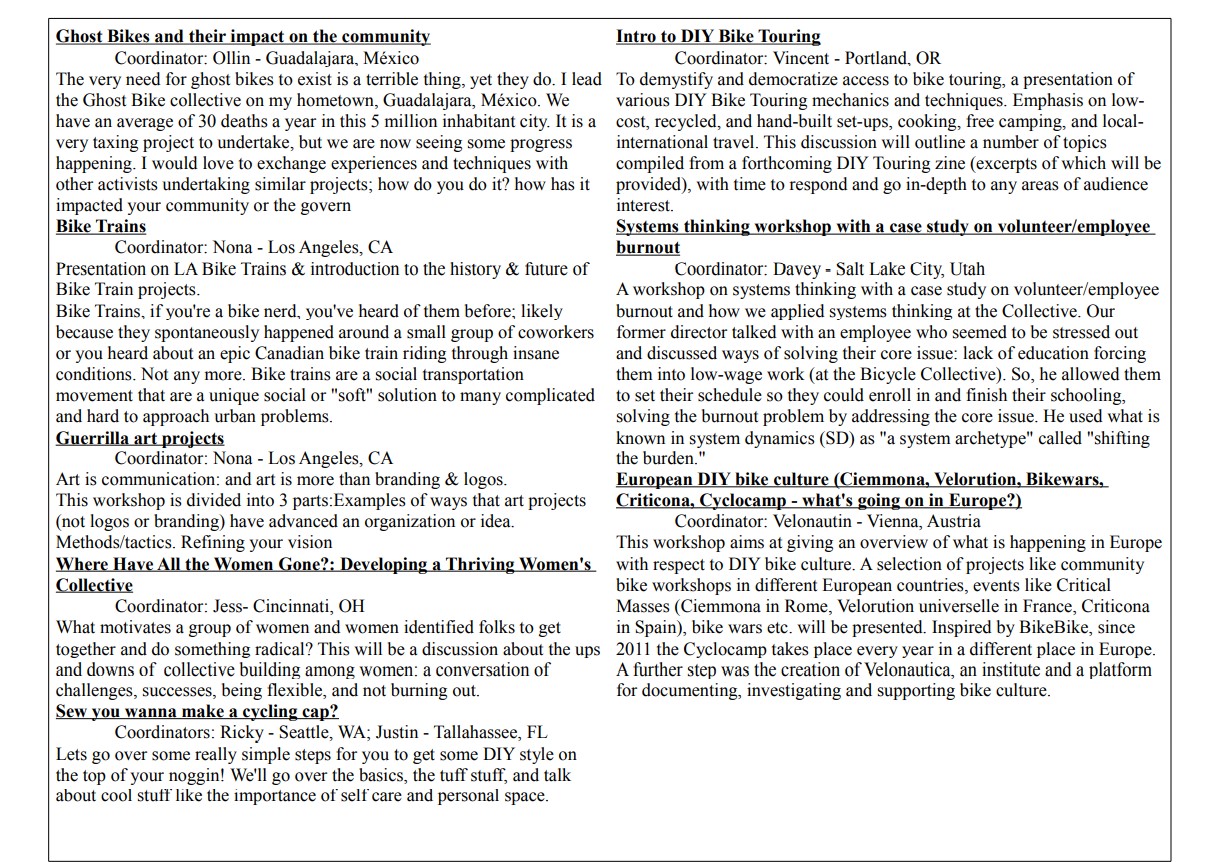 Ghost Bikes and their impact on the community
Coordinator: Ollin - Guadalajara, México
The very need for ghost bikes to exist is a terrible thing, yet they do. I lead
the Ghost Bike collective on my hometown, Guadalajara, México. We
have an average of 30 deaths a year in this 5 million inhabitant city. It is a
very taxing project to undertake, but we are now seeing some progress
happening. I would love to exchange experiences and techniques with
other activists undertaking similar projects; how do you do it? how has it
impacted your community or the govern
Bike Trains
Coordinator: Nona - Los Angeles, CA
Presentation on LA Bike Trains & introduction to the history & future of
Bike Train projects.
Bike Trains, if you're a bike nerd, you've heard of them before; likely
because they spontaneously happened around a small group of coworkers
or you heard about an epic Canadian bike train riding through insane
conditions. Not any more. Bike trains are a social transportation
movement that are a unique social or "soft" solution to many complicated
and hard to approach urban problems.
Guerrilla art projects
Coordinator: Nona - Los Angeles, CA
Art is communication: and art is more than branding & logos.
This workshop is divided into 3 parts:Examples of ways that art projects
(not logos or branding) have advanced an organization or idea.
Methods/tactics. Refining your vision
Where Have All the Women Gone?: Developing a Thriving Women's
Collective
Coordinator: Jess- Cincinnati, OH
What motivates a group of women and women identified folks to get
together and do something radical? This will be a discussion about the ups
and downs of  collective building among women: a conversation of
challenges, successes, being flexible, and not burning out.
Sew you wanna make a cycling cap?
Coordinators: Ricky - Seattle, WA; Justin - Tallahassee, FL
Lets go over some really simple steps for you to get some DIY style on
the top of your noggin! We'll go over the basics, the tuff stuff, and talk
about cool stuff like the importance of self care and personal space.
Intro to DIY Bike Touring
Coordinator: Vincent - Portland, OR
To demystify and democratize access to bike touring, a presentation of
various DIY Bike Touring mechanics and techniques. Emphasis on low-
cost, recycled, and hand-built set-ups, cooking, free camping, and local-
international travel. This discussion will outline a number of topics
compiled from a forthcoming DIY Touring zine (excerpts of which will be
provided), with time to respond and go in-depth to any areas of audience
interest.
Systems thinking workshop with a case study on volunteer/employee
burnout
Coordinator: Davey - Salt Lake City, Utah
A workshop on systems thinking with a case study on volunteer/employee
burnout and how we applied systems thinking at the Collective. Our
former director talked with an employee who seemed to be stressed out
and discussed ways of solving their core issue: lack of education forcing
them into low-wage work (at the Bicycle Collective). So, he allowed them
to set their schedule so they could enroll in and finish their schooling,
solving the burnout problem by addressing the core issue. He used what is
known in system dynamics (SD) as "a system archetype" called "shifting
the burden."
European DIY bike culture (Ciemmona, Velorution, Bikewars,
Criticona, Cyclocamp - what's going on in Europe?)
Coordinator: Velonautin - Vienna, Austria
This workshop aims at giving an overview of what is happening in Europe
with respect to DIY bike culture. A selection of projects like community
bike workshops in different European countries, events like Critical
Masses (Ciemmona in Rome, Velorution universelle in France, Criticona
in Spain), bike wars etc. will be presented. Inspired by BikeBike, since
2011 the Cyclocamp takes place every year in a different place in Europe.
A further step was the creation of Velonautica, an institute and a platform
for documenting, investigating and supporting bike culture.